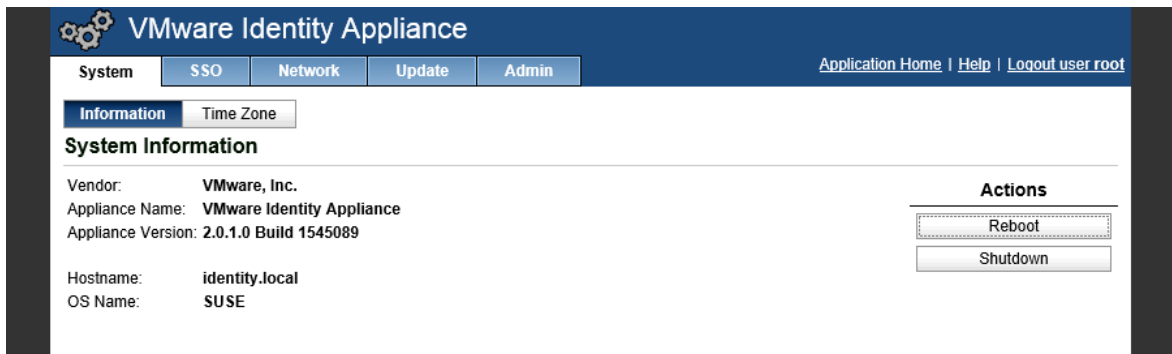 VMware Identity Appliance
System SSO Network Update Admin Application Home | Help | Logout user root
Information Time Zone
System Information
Vendor: VMware, Inc.
Appliance Name: VMware Identity Appliance
Appliance Version: 2.0.1.0 Build 1545089
Hostname: identity.local
OS Name: SUSE
Actions
Reboot
Shutdown